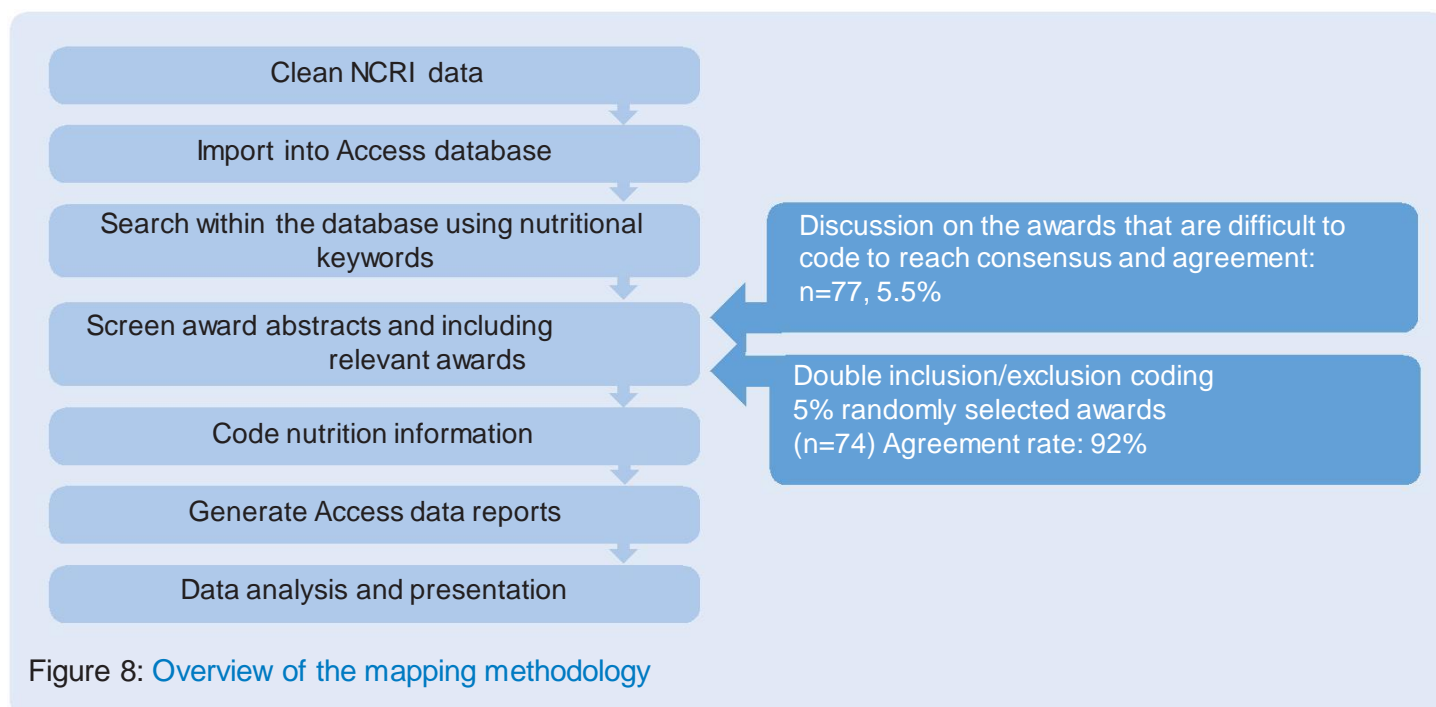 Clean NCRI data
Import into Access database
Search within the database using nutritional
keywords
Screen award abstracts and including
relevant awards
Code nutrition information
Generate Access data reports
Data analysis and presentation
Discussion on the awards that are difficult to
code to reach consensus and agreement:
n=77, 5.5%
Double inclusion/exclusion coding
5% randomly selected awards
(n=74) Agreement rate: 92%
Figure 8: Overview of the mapping methodology